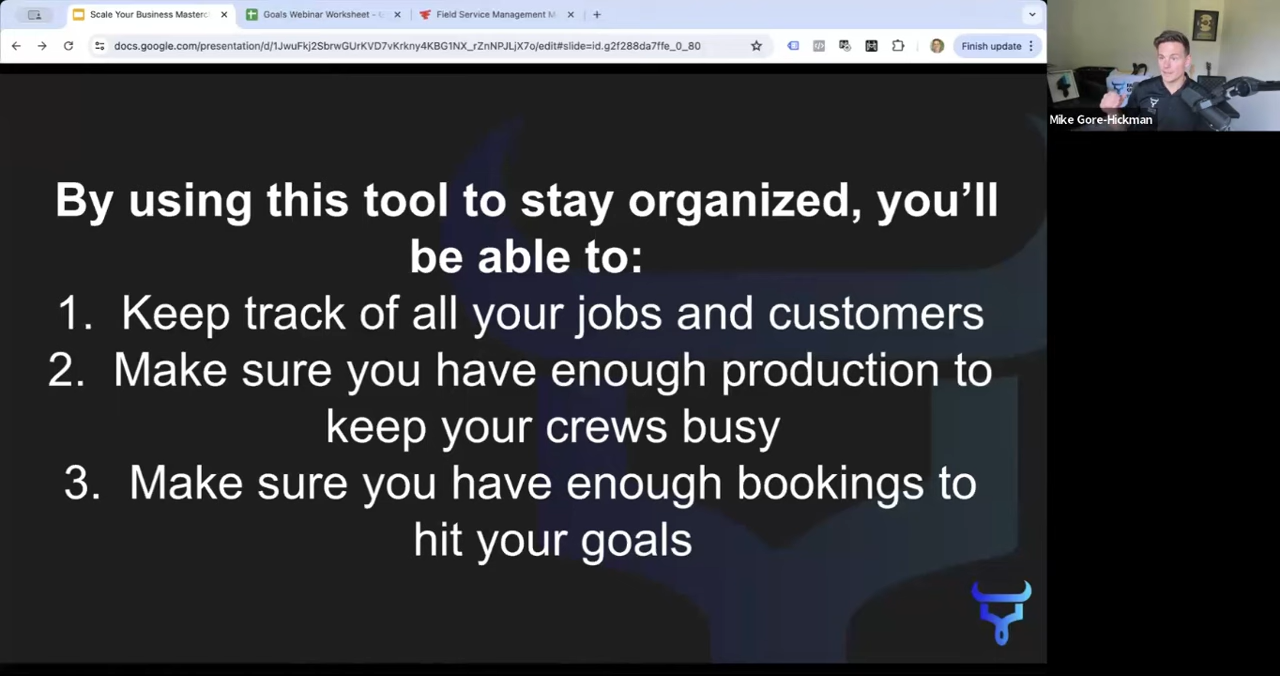 Scale Your Business Masterc
Goals Webinar Worksheet -
Field Service Management M
docs.google.com/presentation/d/1JwuFkj2SbrwGUrKVD7vKrkny4KBG1NX_rZnNPJLjX7o/edit#slide=id.g2f288da7ffe_0_80
Finish update
Mike Gore-Hickman
By using this tool to stay organized, you’ll
be able to:
1. Keep track of all your jobs and customers
2. Make sure you have enough production to
keep your crews busy
3. Make sure you have enough bookings to
hit your goals